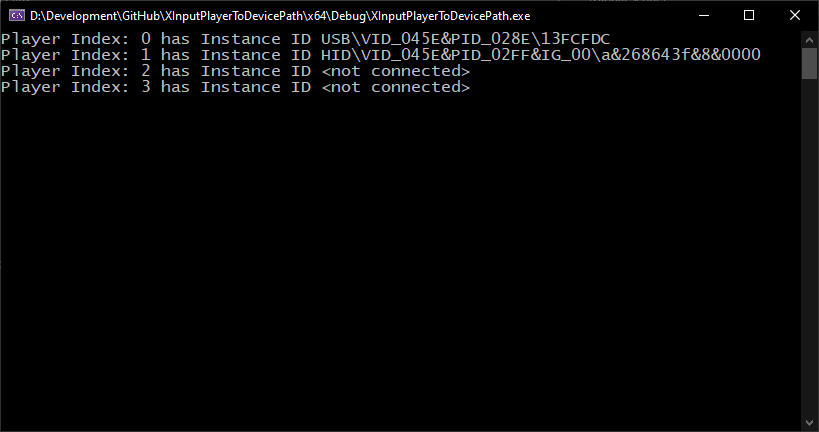 D:\Development\GitHub\XInputPlayerToDevicePath\x64\Debug\XInputPlayerToDevicePath.exe
Player Index: 0 has Instance ID USB\VID_045E&PID_028E\13FCFDC
Player Index: 1 has Instance ID HID\VID_045E&PID_02FF&IG_00\a&268643f&8&0000
Player Index: 2 has Instance ID <not connected>
Player Index: 3 has Instance ID <not connected>